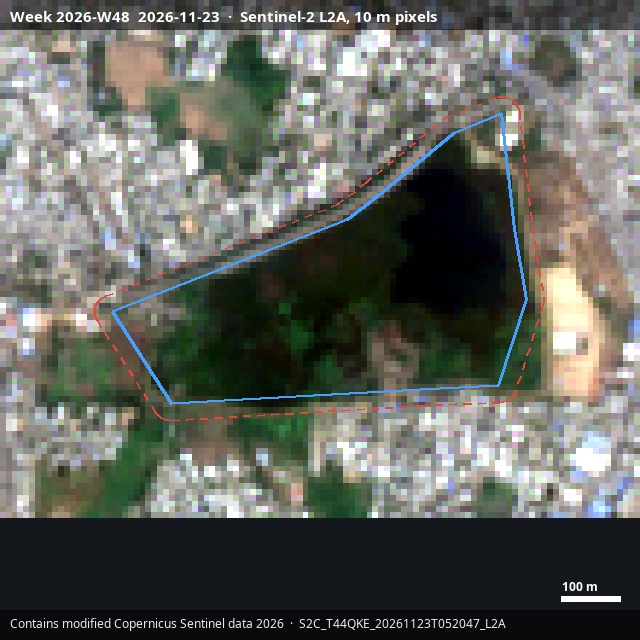 Week 2026-W48 2026-11-23 · Sentinel-2 L2A, 10 m pixels
100 m
Contains modified Copernicus Sentinel data 2026 · S2C_T44QKE_20261123T052047_L2A